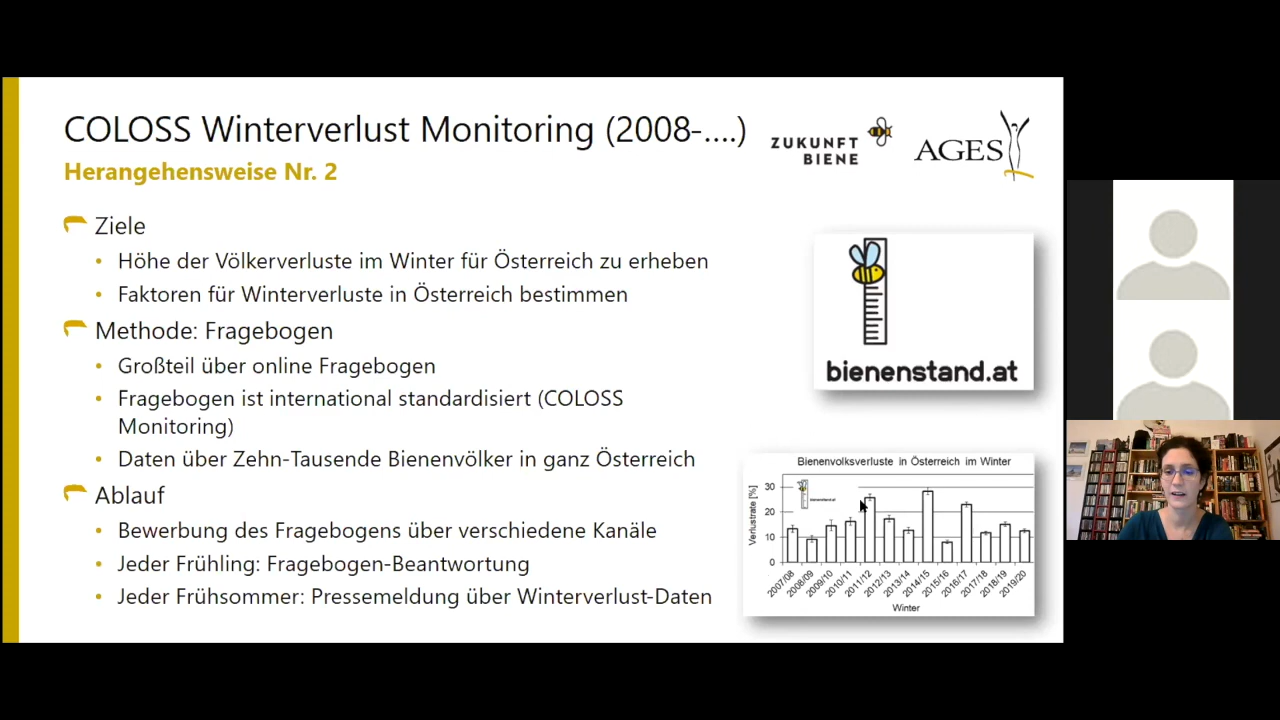 COLOSS Winterverlust Monitoring (2008-....)
Herangehensweise Nr. 2
ZUKUNFT
BIENE
AGES
Ziele
• Höhe der Völkerverluste im Winter für Österreich zu erheben
• Faktoren für Winterverluste in Österreich bestimmen
Methode: Fragebogen
• Großteil über online Fragebogen
• Fragebogen ist international standardisiert (COLOSS
Monitoring)
• Daten über Zehn-Tausende Bienenvölker in ganz Österreich
Ablauf
• Bewerbung des Fragebogens über verschiedene Kanäle
• Jeder Frühling: Fragebogen-Beantwortung
• Jeder Frühsommer: Pressemeldung über Winterverlust-Daten
bienenstand.at
Bienenvolksverluste in Österreich im Winter
Verlustrate [%]
30
20
10
0
2007/08
2008/09
2009/10
2010/11
2011/12
2012/13
2013/14
2014/15
2015/16
2016/17
2017/18
2018/19
2019/20
Winter